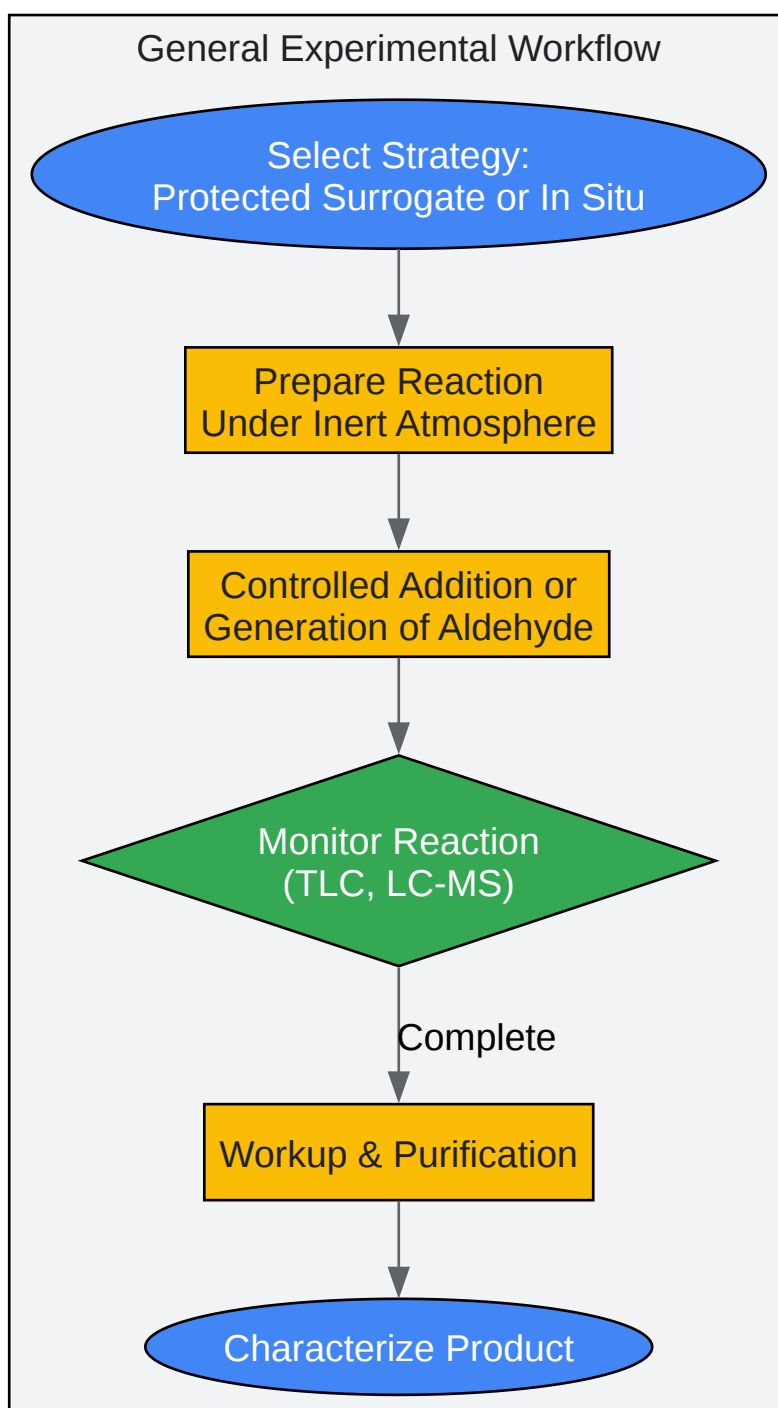 General Experimental Workflow
Select Strategy:
Protected Surrogate or In Situ
Prepare Reaction
Under Inert Atmosphere
Controlled Addition or
Generation of Aldehyde
Monitor Reaction
(TLC, LC-MS)
Complete
Workup & Purification
Characterize Product